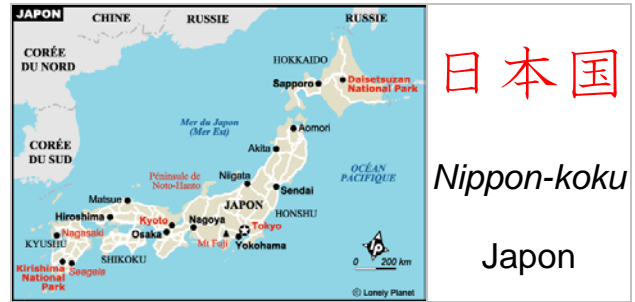 JAPON
CHINE
RUSSIE
RUSSIE
CORÉE
DU NORD
HOKKAIDO
Sapporo
Daisetsuzan
National Park
Mer du Japon
(Mer Est)
Aomori
CORÉE
DU SUD
Akita
OCÉAN
PACIFIQUE
Péninsule de
Noto-Hanto
Niigata
Sendai
Matsue
JAPON
HONSHU
Hiroshima
Kyoto
Nagoya
Tokyo
Nagasaki
Osaka
Mt Fuji
Yokohama
KYUSHU
SHIKOKU
Kirishima
National
Park
Seagaia
0 200 km
© Lonely Planet
日本国
Nippon-koku
Japon